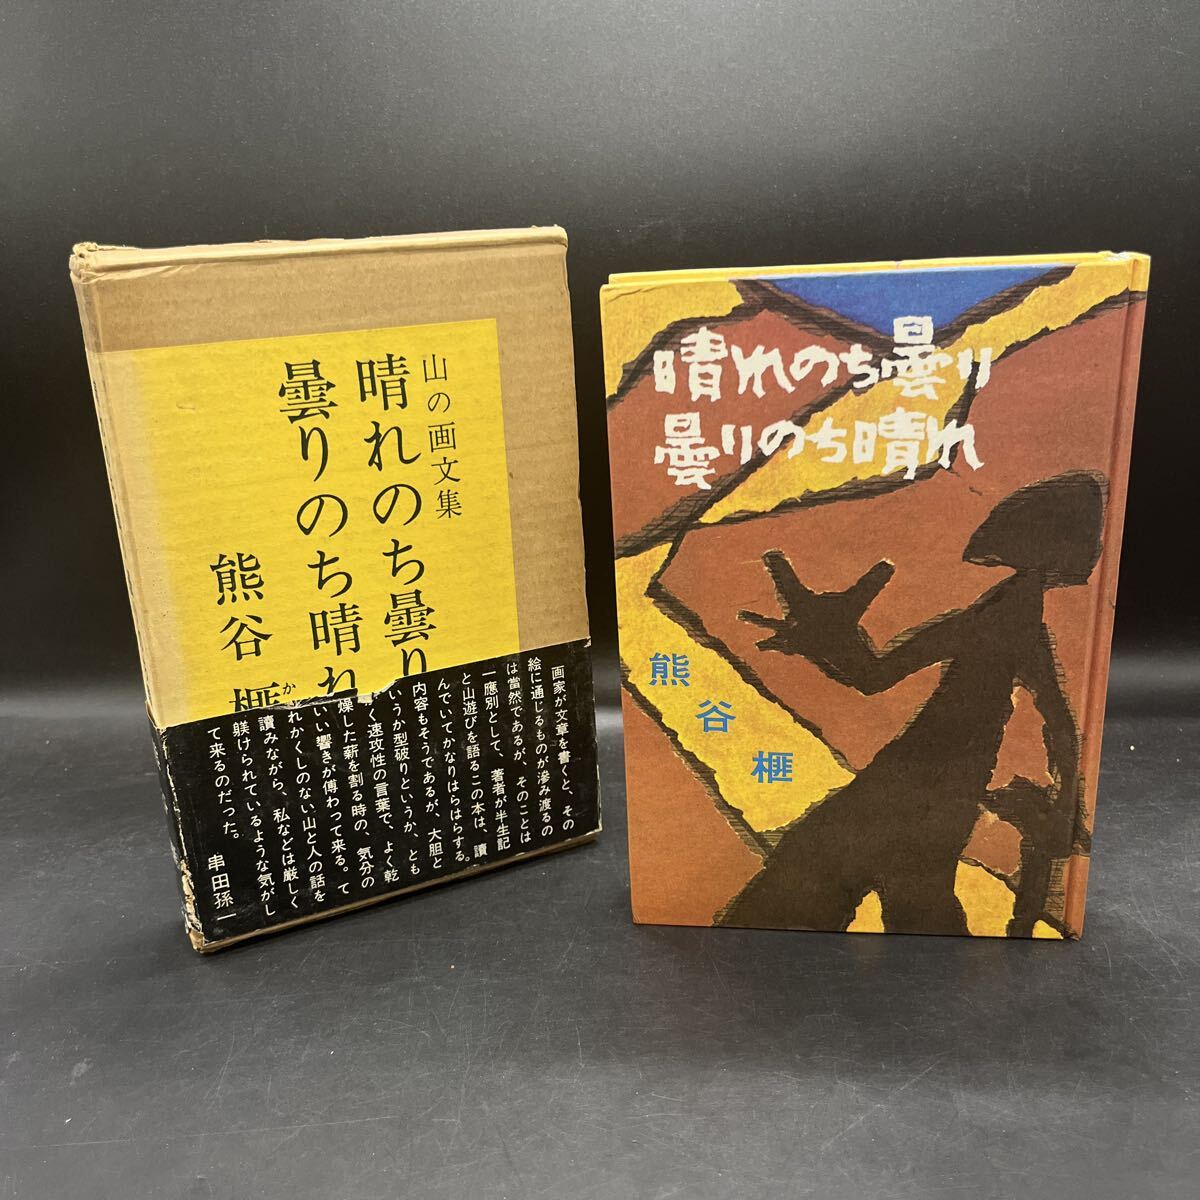 山の画文集
晴れのち曇り
曇りのち晴れ
熊谷 榧
か
画家が文章を書くと、その
絵に通じるものが滲み渡るの
は当然であるが、そのことは
一應別として、著者が半生記
と山遊びを語るこの本は、讀
んでいてかなりはらはらする。
内容もそうであるが、大胆と
いうか型破りというか、とも
く速攻性の言葉で、よく乾
燥した薪を割る時の、気分の
いい響きが傳わって来る。て
れかくしのない山と人の話を
讀みながら、私などは厳しく
躾けられているような気がし
て来るのだった。
串田孫一
晴れのち曇り
曇りのち晴れ
熊谷榧